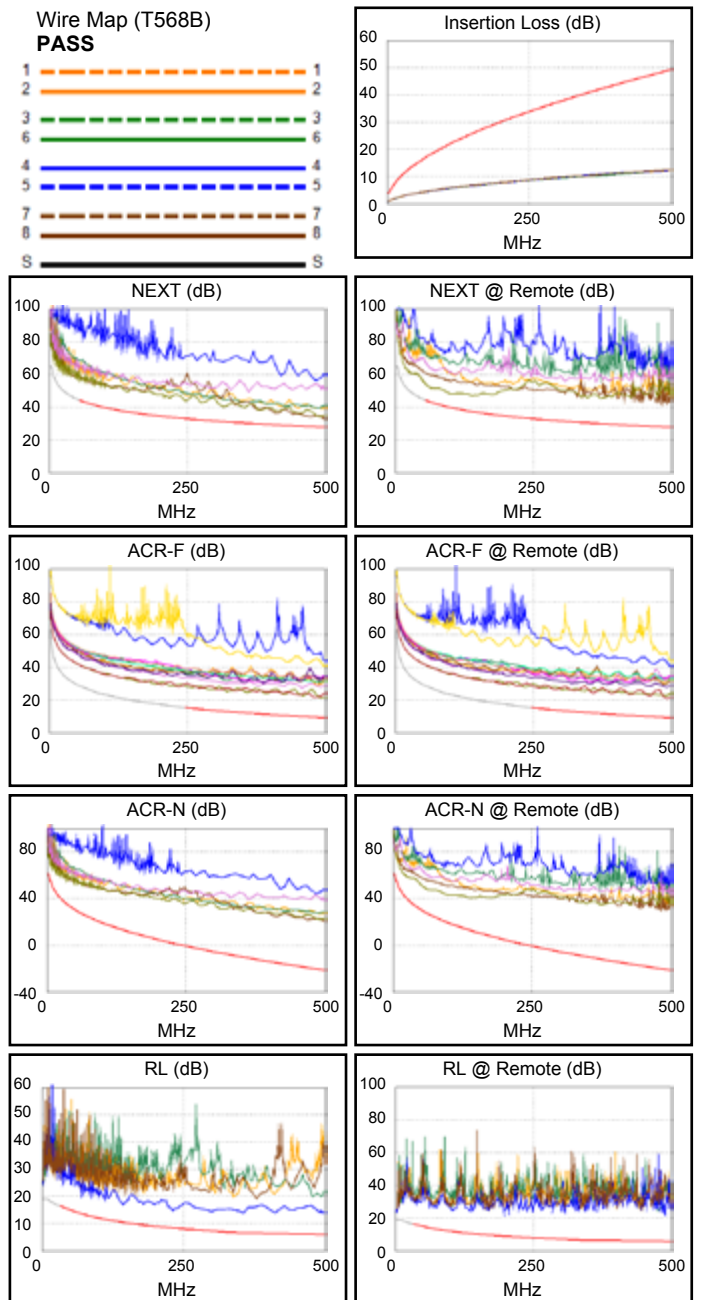 Wire Map (T568B)
PASS
1 1
2 2
3 3
6 6
4 4
5 5
7 7
8 8
S S
Insertion Loss (dB)
60
50
40
30
20
10
0
0 250 500
MHz
NEXT (dB)
100
80
60
40
20
0
0 250 500
MHz
NEXT @ Remote (dB)
100
80
60
40
20
0
0 250 500
MHz
ACR-F (dB)
100
80
60
40
20
0
0 250 500
MHz
ACR-F @ Remote (dB)
100
80
60
40
20
0
0 250 500
MHz
ACR-N (dB)
80
40
0
-40
0 250 500
MHz
ACR-N @ Remote (dB)
80
40
0
-40
0 250 500
MHz
RL (dB)
60
50
40
30
20
10
0
0 250 500
MHz
RL @ Remote (dB)
100
80
60
40
20
0
0 250 500
MHz